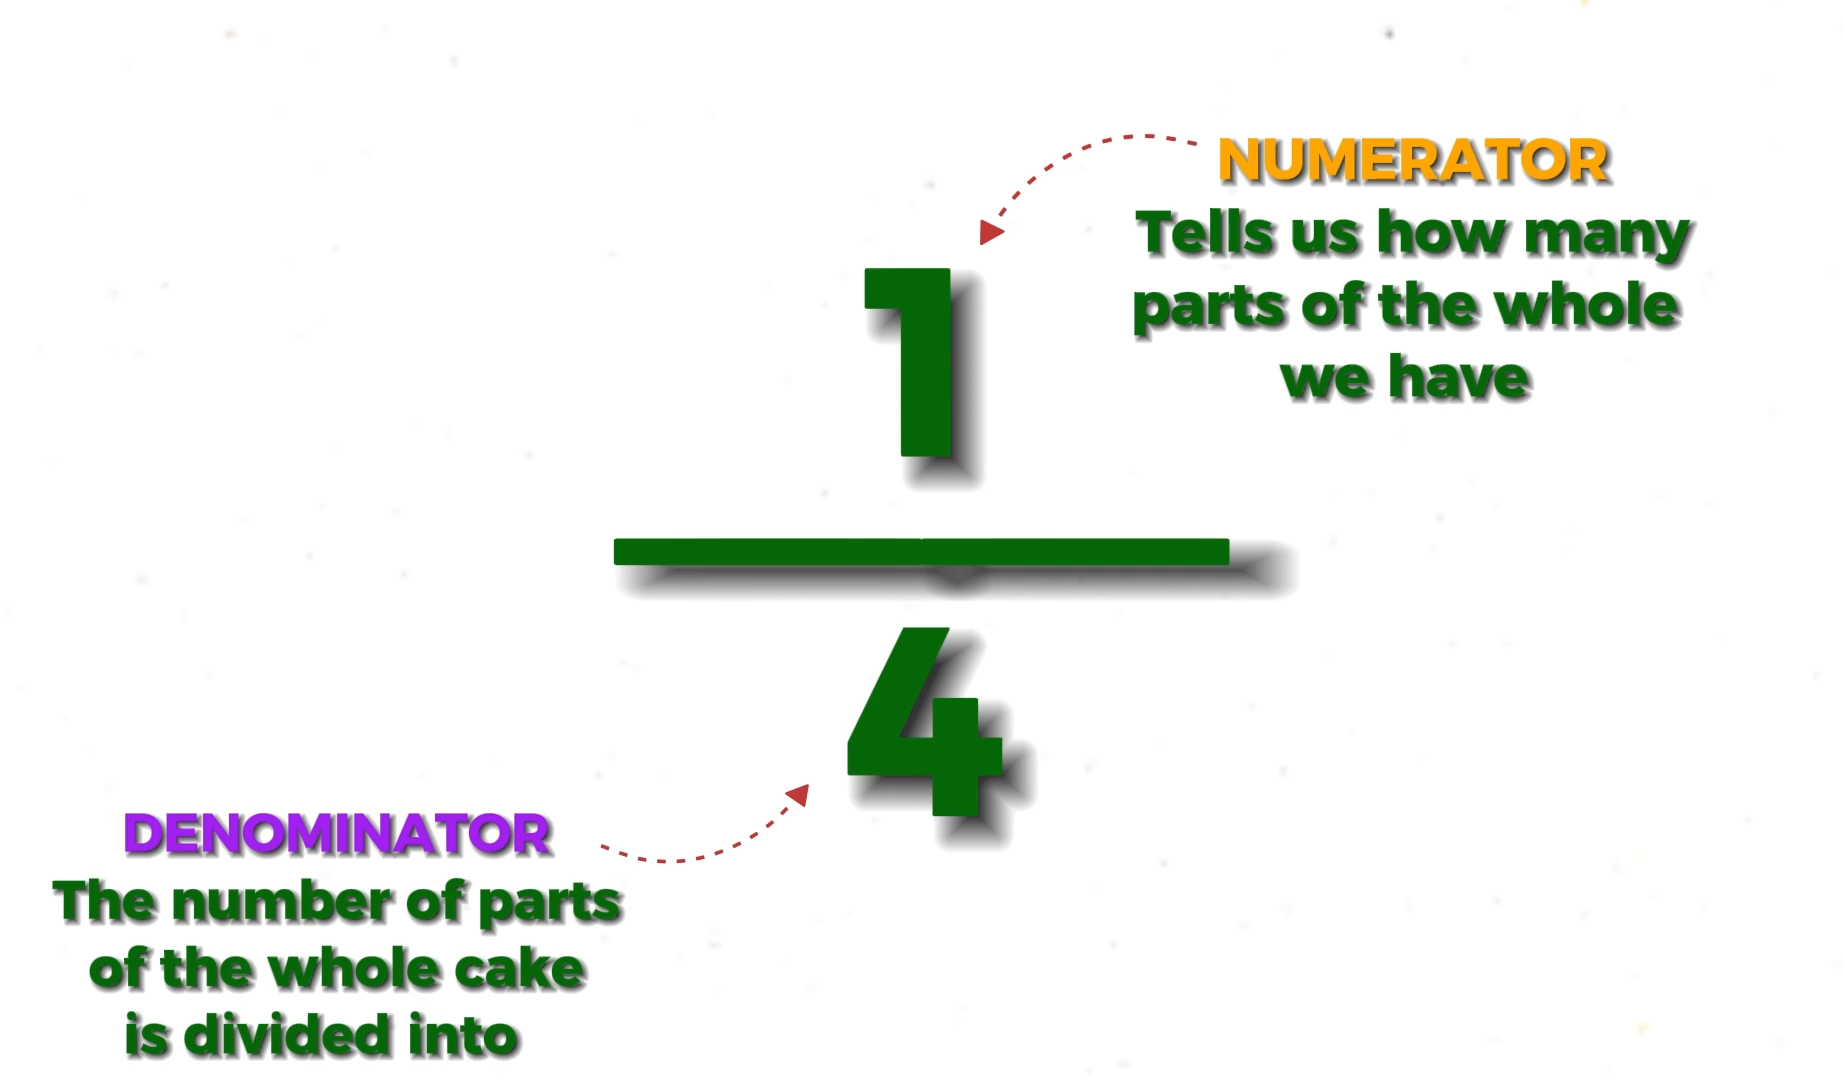 NUMERATOR
Tells us how many
parts of the whole
we have
1
4
DENOMINATOR
The number of parts
of the whole cake
is divided into